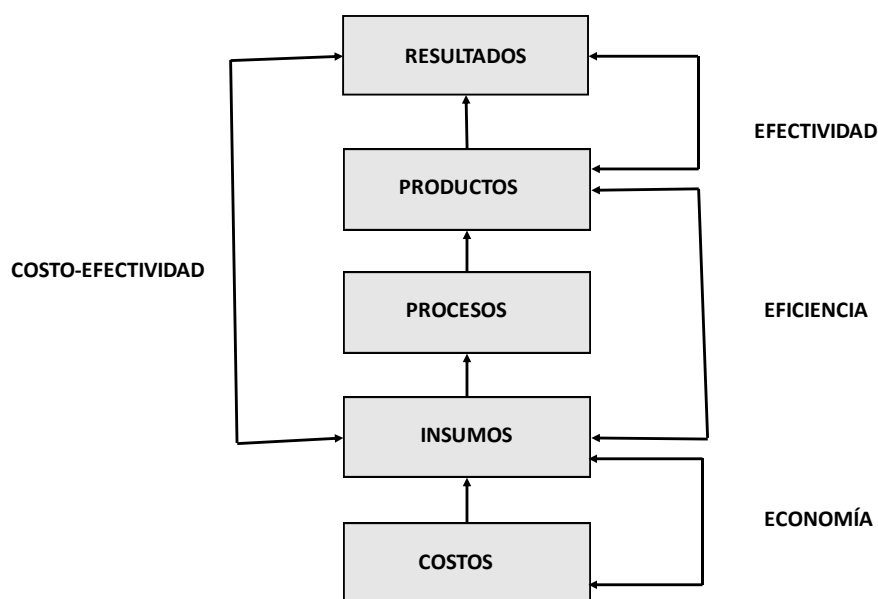 RESULTADOS
EFECTIVIDAD
PRODUCTOS
COSTO-EFECTIVIDAD
PROCESOS
EFICIENCIA
INSUMOS
ECONOMÍA
COSTOS